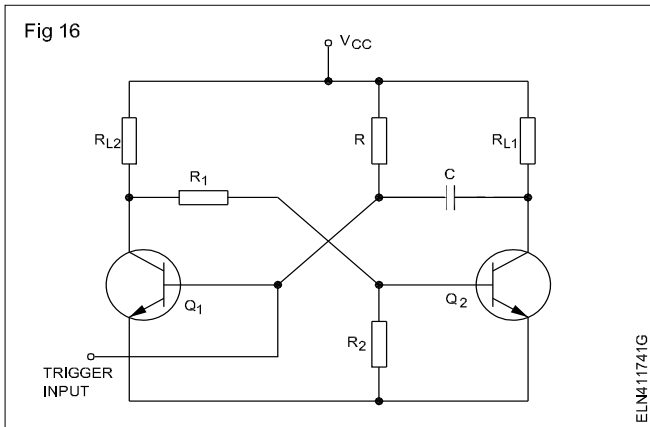 Fig 16
VCC
RL2
R
RL1
R1
C
Q1
Q2
R2
TRIGGER
INPUT
ELN411741G